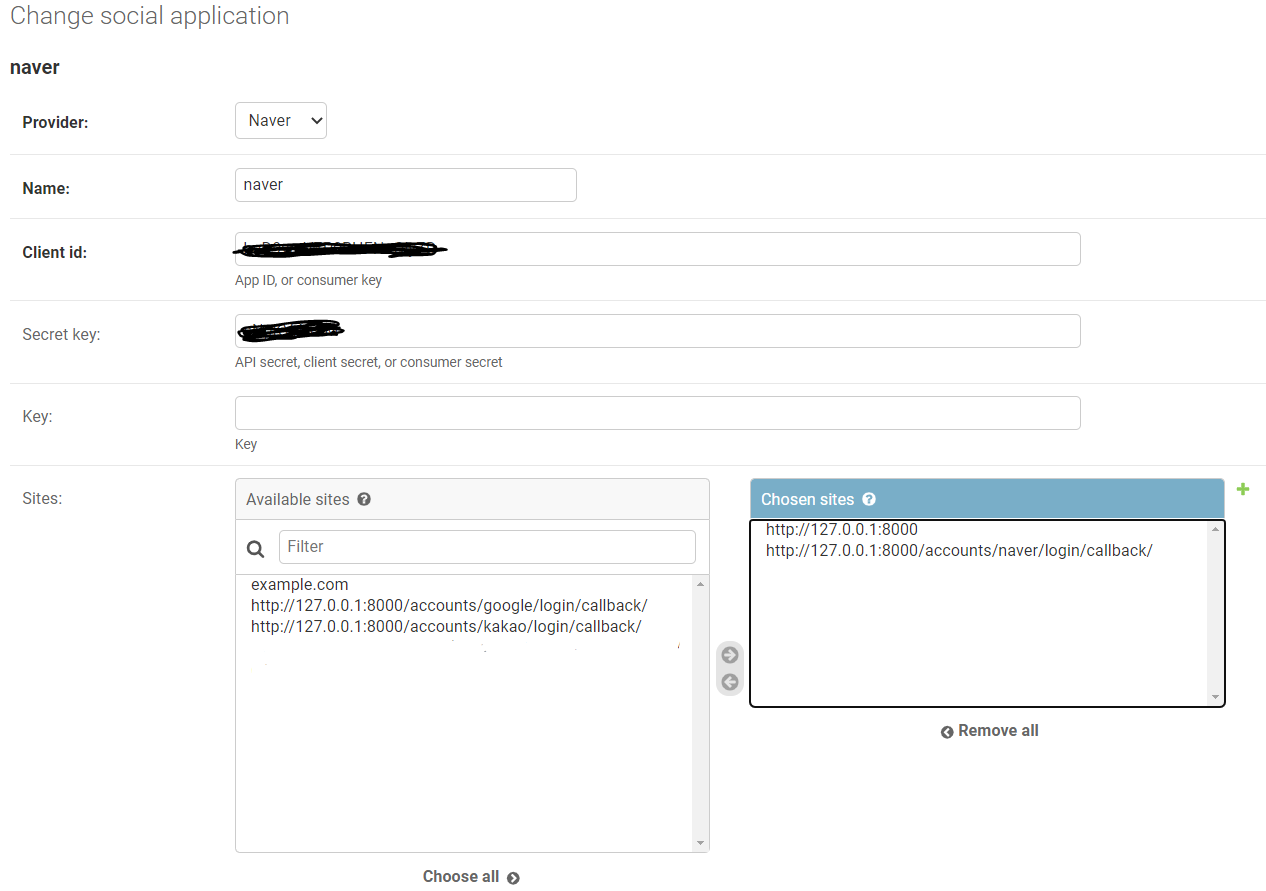 Change social application
naver
Provider:
Naver
Name:
naver
Client id:
App ID, or consumer key
Secret key:
API secret, client secret, or consumer secret
Key:
Key
Sites:
Available sites
Filter
example.com
http://127.0.0.1:8000/accounts/google/login/callback/
http://127.0.0.1:8000/accounts/kakao/login/callback/
Choose all
Chosen sites
http://127.0.0.1:8000
http://127.0.0.1:8000/accounts/naver/login/callback/
Remove all